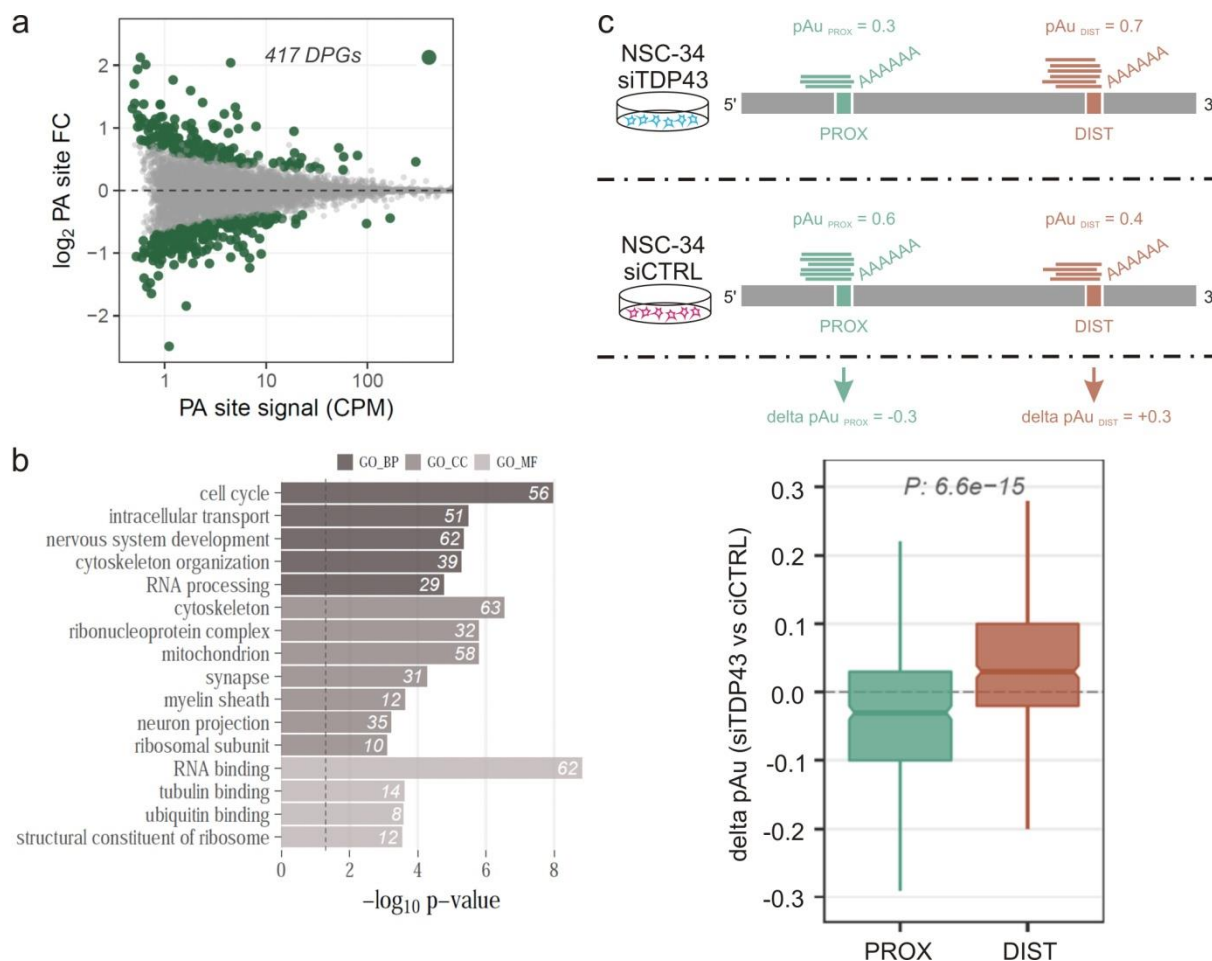 a
417 DPGs
log2 PA site FC
2
1
0
−1
−2
1
10
100
PA site signal (CPM)
b
GO_BP
GO_CC
GO_MF
cell cycle
56
intracellular transport
51
nervous system development
62
cytoskeleton organization
39
RNA processing
29
cytoskeleton
63
ribonucleoprotein complex
32
mitochondrion
58
synapse
31
myelin sheath
12
neuron projection
35
ribosomal subunit
10
RNA binding
62
tubulin binding
14
ubiquitin binding
8
structural constituent of ribosome
12
0
2
4
6
8
−log10 p-value
c
NSC-34
siTDP43
pAu PROX = 0.3
pAu DIST = 0.7
AAAAAA
AAAAAA
5'
3'
PROX
DIST
NSC-34
siCTRL
pAu PROX = 0.6
pAu DIST = 0.4
AAAAAA
AAAAAA
5'
3'
PROX
DIST
delta pAu PROX = -0.3
delta pAu DIST = +0.3
P: 6.6e−15
delta pAu (siTDP43 vs ciCTRL)
0.3
0.2
0.1
0.0
-0.1
-0.2
-0.3
PROX
DIST